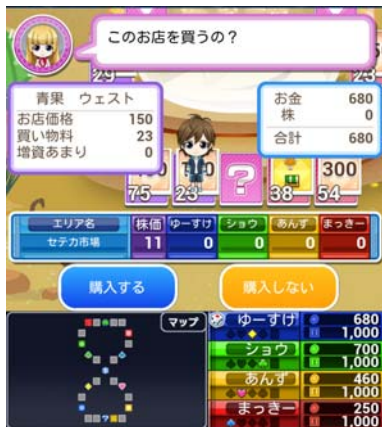 このお店を買うの？
29
23
青果 ウェスト
お店価格 150
買い物料 23
増資あまり 0
お金 680
株 0
合計 680
300
75 23 ? 38 54
エリア名 株価 ゆーすけ ショウ あんず まっきー
セテカ市場 11 0 0 0 0
購入する 購入しない
マップ
ゆーすけ 680
1,000
ショウ 700
1,000
あんず 460
1,000
まっきー 250
1,000